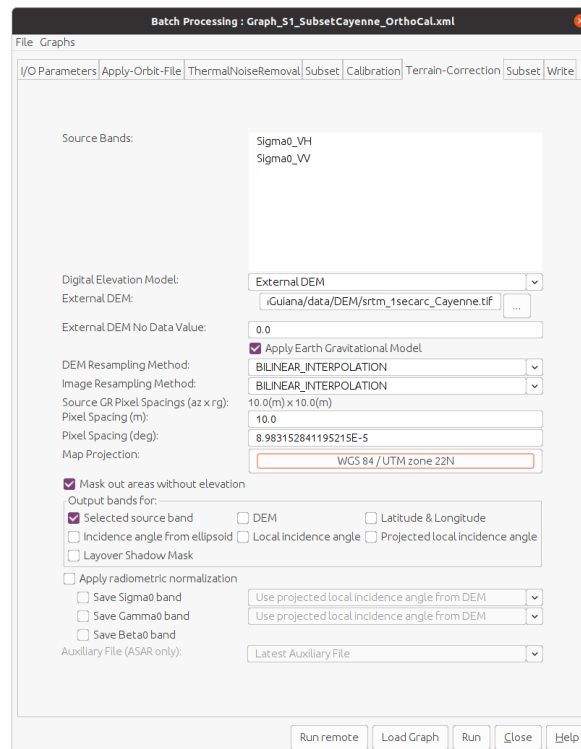 Batch Processing : Graph_S1_SubsetCayenne_OrthoCal.xml
File Graphs
I/O Parameters Apply-Orbit-File ThermalNoiseRemoval Subset Calibration Terrain-Correction Subset Write
Source Bands:
Sigma0_VH
Sigma0_VV
Digital Elevation Model: External DEM
External DEM: Guiana/data/DEM/srtm_1secarc_Cayenne.tif ...
External DEM No Data Value: 0.0
Apply Earth Gravitational Model
DEM Resampling Method: BILINEAR_INTERPOLATION
Image Resampling Method: BILINEAR_INTERPOLATION
Source GR Pixel Spacings (az x rg): 10.0(m) x 10.0(m)
Pixel Spacing (m): 10.0
Pixel Spacing (deg): 8.983152841195215E-5
Map Projection: WGS 84 / UTM zone 22N
Mask out areas without elevation
Output bands for:
Selected source band DEM Latitude & Longitude
Incidence angle from ellipsoid Local incidence angle Projected local incidence angle
Layover Shadow Mask
Apply radiometric normalization
Save Sigma0 band Use projected local incidence angle from DEM
Save Gamma0 band Use projected local incidence angle from DEM
Save Beta0 band
Auxiliary File (ASAR only): Latest Auxiliary File
Run remote Load Graph Run Close Help